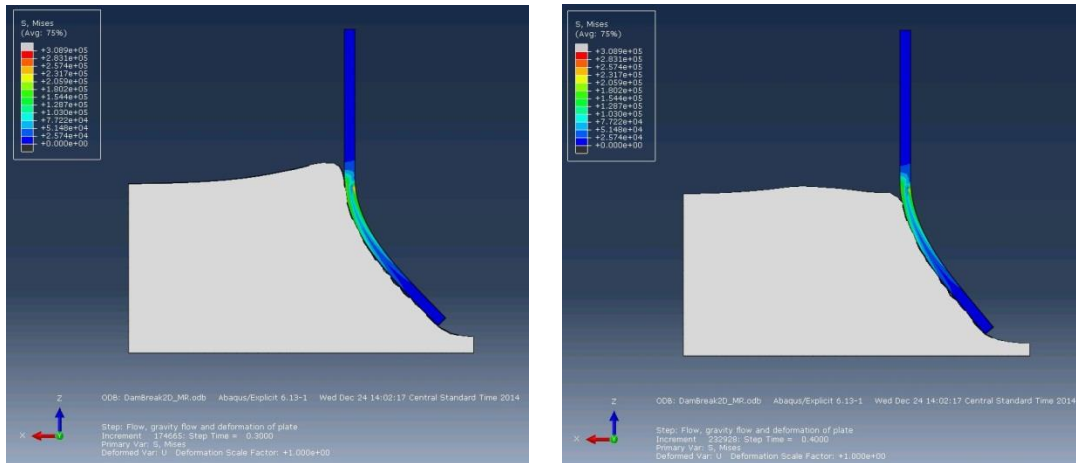 S, Mises
(Avg: 75%)
+3.089e+05
+2.831e+05
+2.574e+05
+2.317e+05
+2.059e+05
+1.802e+05
+1.544e+05
+1.287e+05
+1.030e+05
+7.722e+04
+5.148e+04
+2.574e+04
+0.000e+00
Z
X
Y
ODB: DamBreak2D_MR.odb Abaqus/Explicit 6.13-1 Wed Dec 24 14:02:17 Central Standard Time 2014
Step: Flow, gravity flow and deformation of plate
Increment 174665: Step Time = 0.3000
Primary Var: S, Mises
Deformed Var: U Deformation Scale Factor: +1.000e+00
S, Mises
(Avg: 75%)
+3.089e+05
+2.831e+05
+2.574e+05
+2.317e+05
+2.059e+05
+1.802e+05
+1.544e+05
+1.287e+05
+1.030e+05
+7.722e+04
+5.148e+04
+2.574e+04
+0.000e+00
Z
X
Y
ODB: DamBreak2D_MR.odb Abaqus/Explicit 6.13-1 Wed Dec 24 14:02:17 Central Standard Time 2014
Step: Flow, gravity flow and deformation of plate
Increment 232928: Step Time = 0.4000
Primary Var: S, Mises
Deformed Var: U Deformation Scale Factor: +1.000e+00